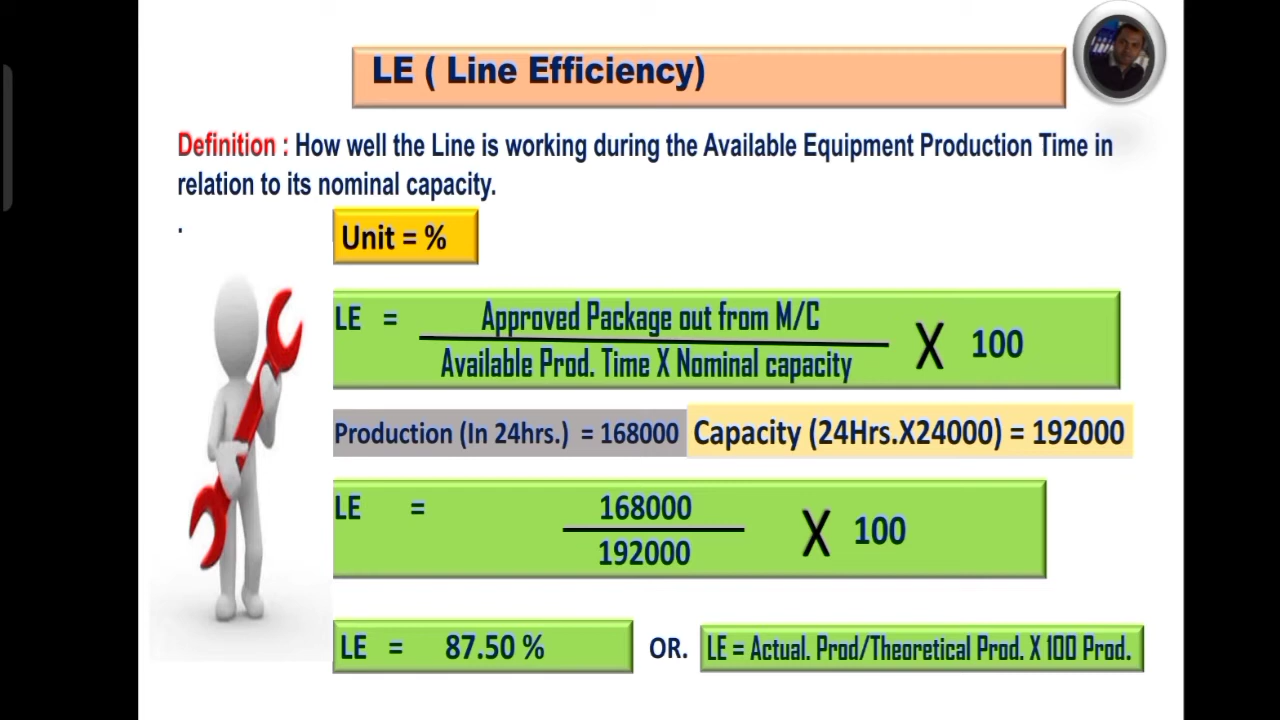 LE ( Line Efficiency)
Definition : How well the Line is working during the Available Equipment Production Time in
relation to its nominal capacity.
.
Unit = %
LE = Approved Package out from M/C
Available Prod. Time X Nominal capacity
X 100
Production (In 24hrs.) = 168000
Capacity (24Hrs.X24000) = 192000
LE = 168000
192000
X 100
LE = 87.50 %
OR.
LE = Actual. Prod/Theoretical Prod. X 100 Prod.